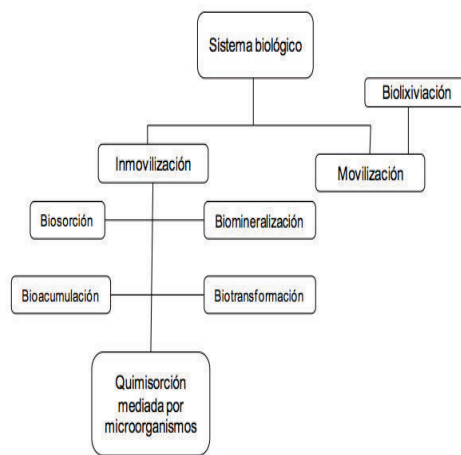 Sistema biológico
Biolixiviación
Inmovilización
Movilización
Biosorción
Biomineralización
Bioacumulación
Biotransformación
Quimisorción
mediada por
microorganismos